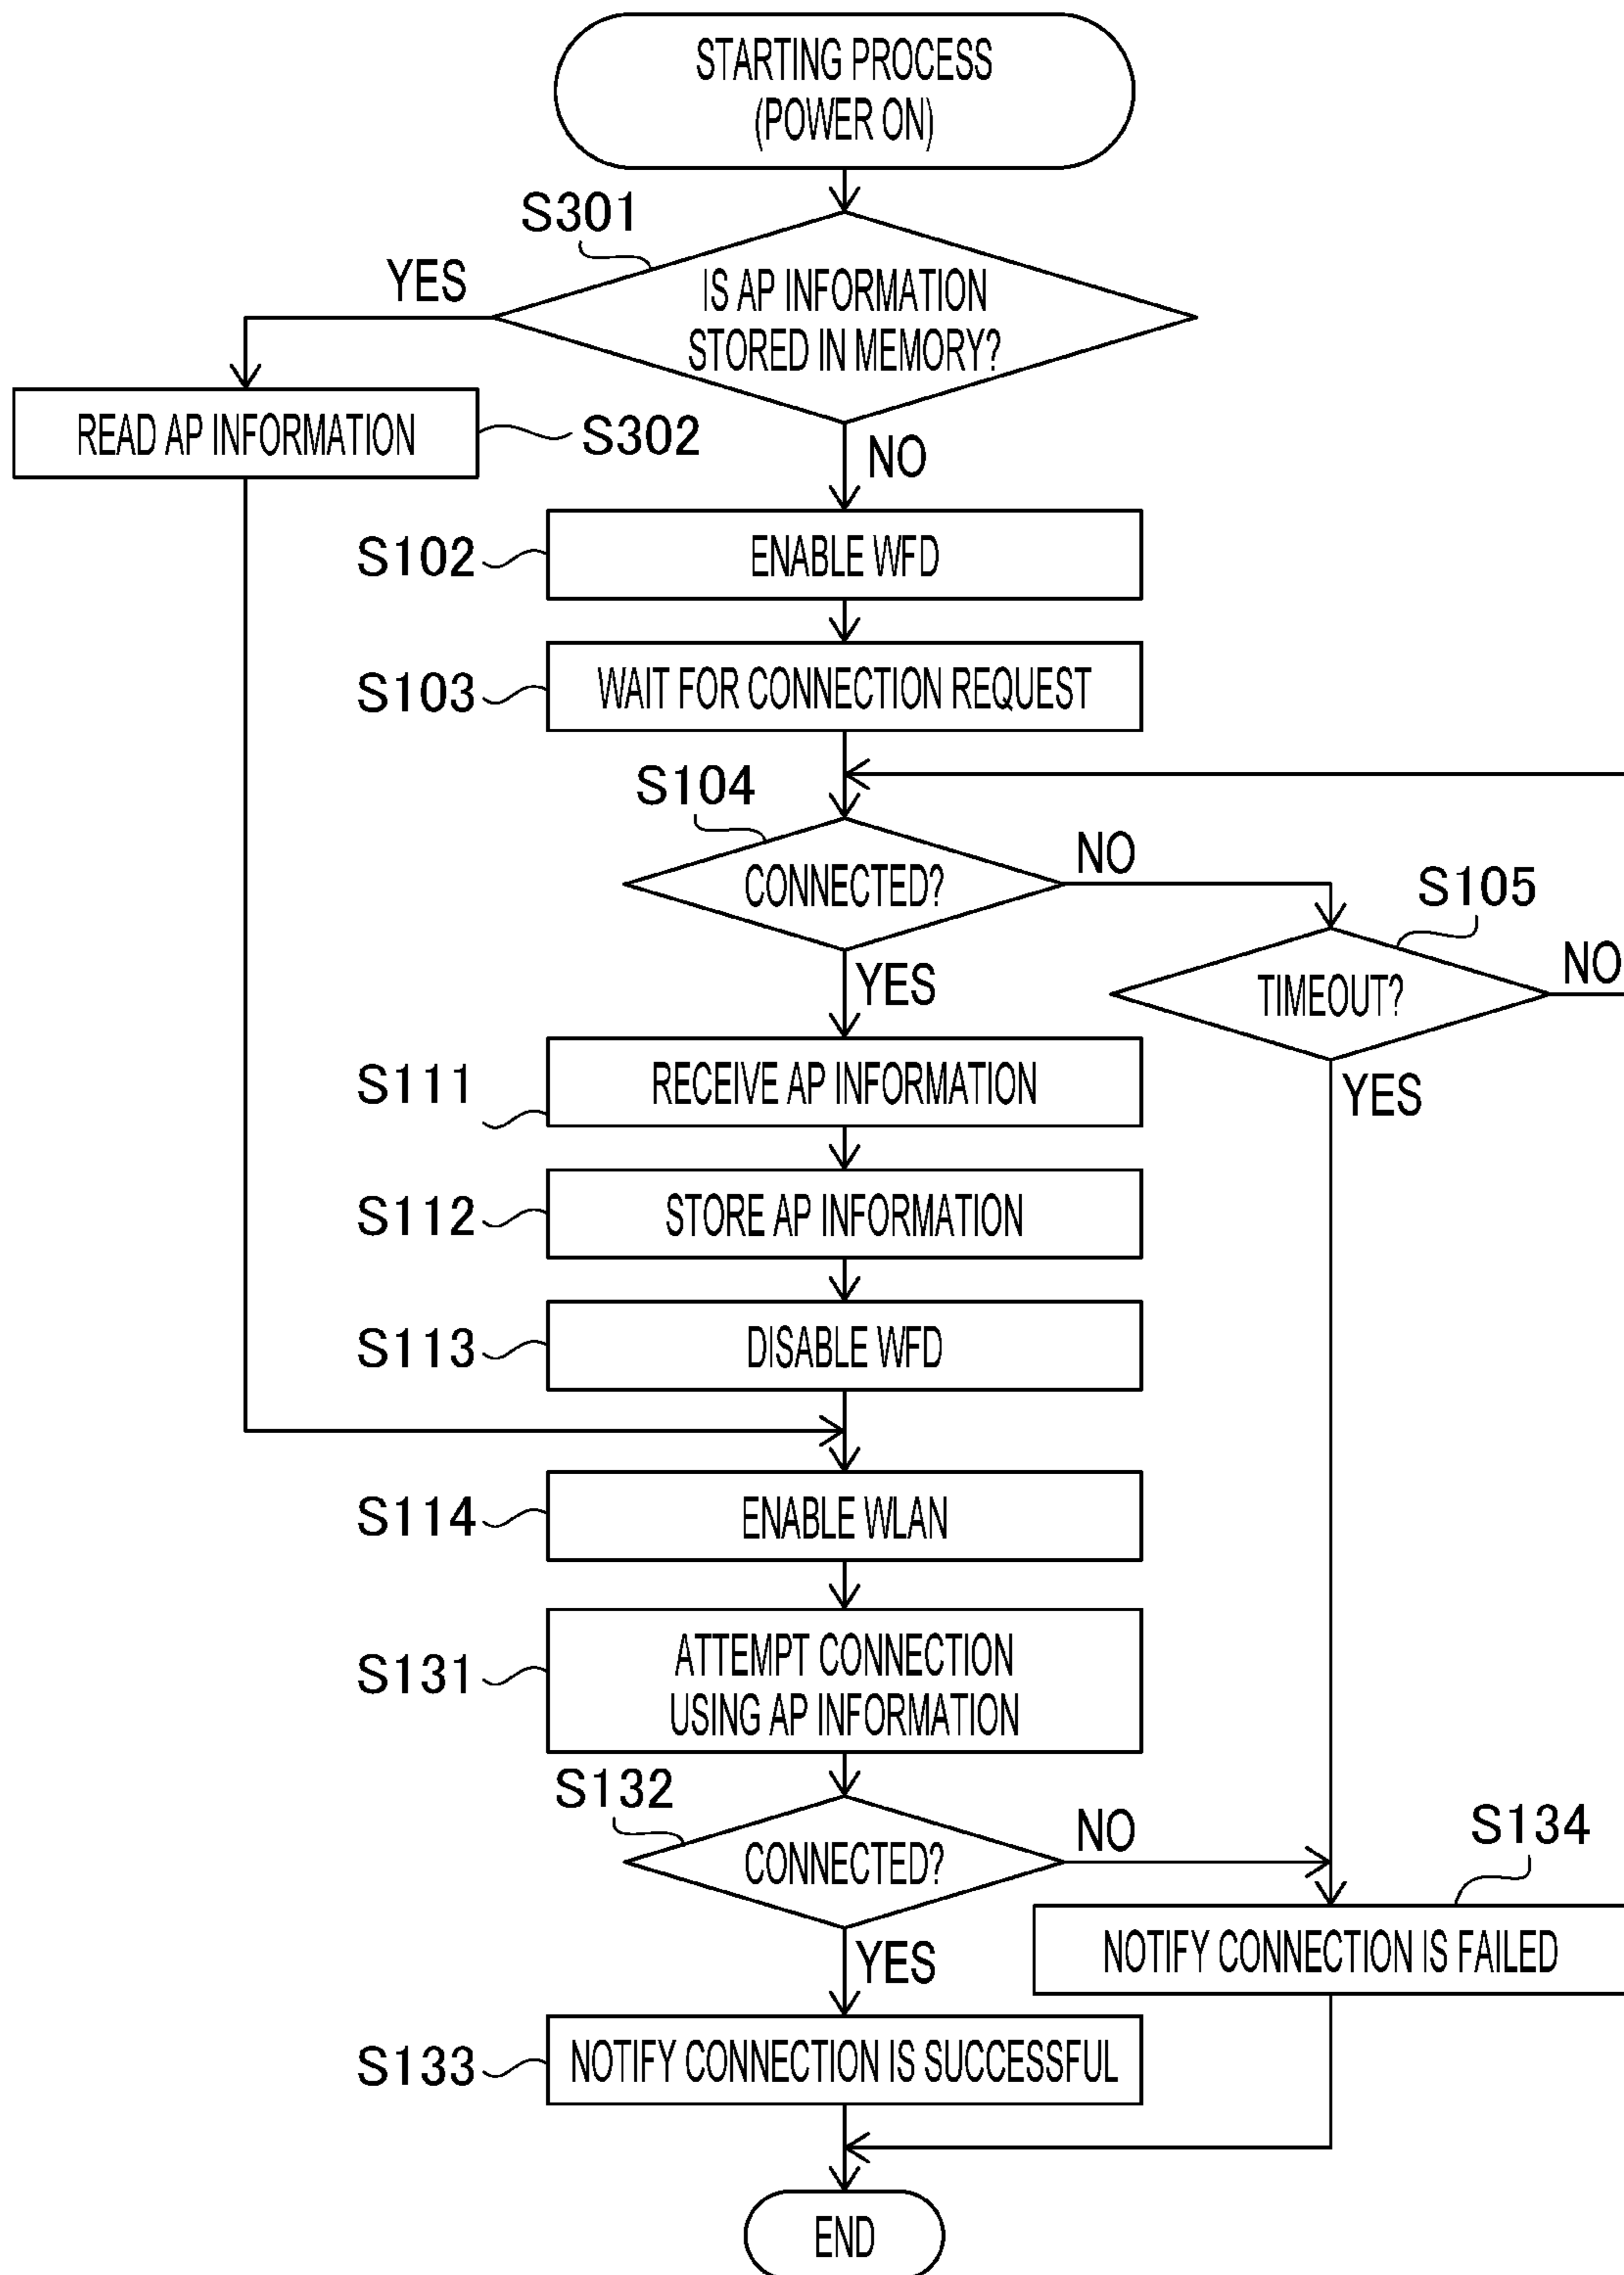 STARTING PROCESS
(POWER ON)
S301
YES
IS AP INFORMATION
STORED IN MEMORY?
READ AP INFORMATION
S302
NO
S102
ENABLE WFD
S103
WAIT FOR CONNECTION REQUEST
S104
CONNECTED?
NO
S105
TIMEOUT?
NO
YES
YES
S111
RECEIVE AP INFORMATION
S112
STORE AP INFORMATION
S113
DISABLE WFD
S114
ENABLE WLAN
S131
ATTEMPT CONNECTION
USING AP INFORMATION
S132
CONNECTED?
NO
S134
NOTIFY CONNECTION IS FAILED
YES
S133
NOTIFY CONNECTION IS SUCCESSFUL
END